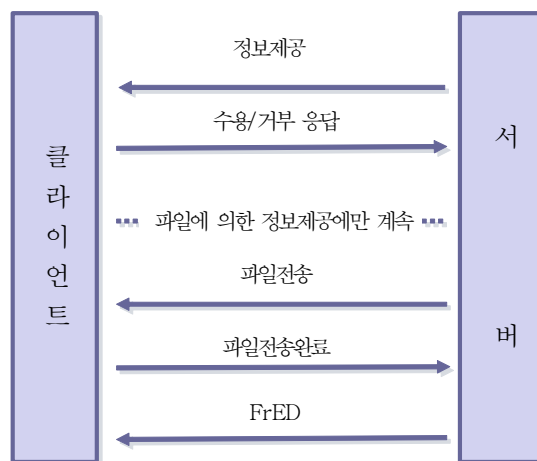 클라이언트
정보제공
수용/거부 응답
파일에 의한 정보제공에만 계속
파일전송
파일전송완료
FrED
서버